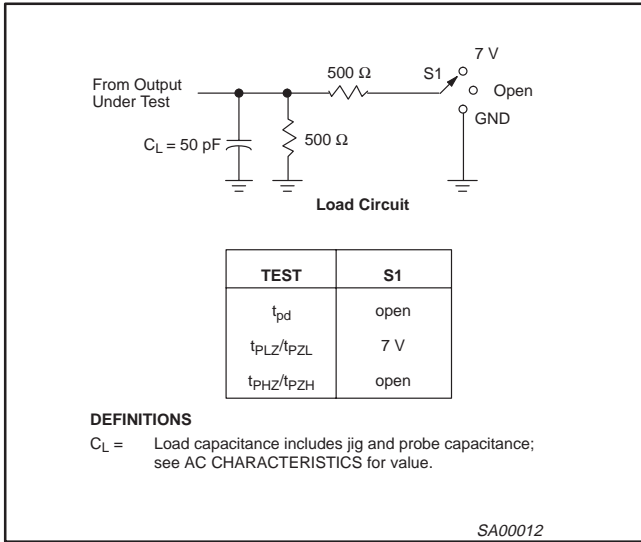 7 V
500 Ω
S1
From Output
Under Test
Open
GND
C_L = 50 pF
500 Ω
Load Circuit
TEST S1
t_pd open
t_PLZ/t_PZL 7 V
t_PHZ/t_PZH open
DEFINITIONS
C_L = Load capacitance includes jig and probe capacitance;
see AC CHARACTERISTICS for value.
SA00012